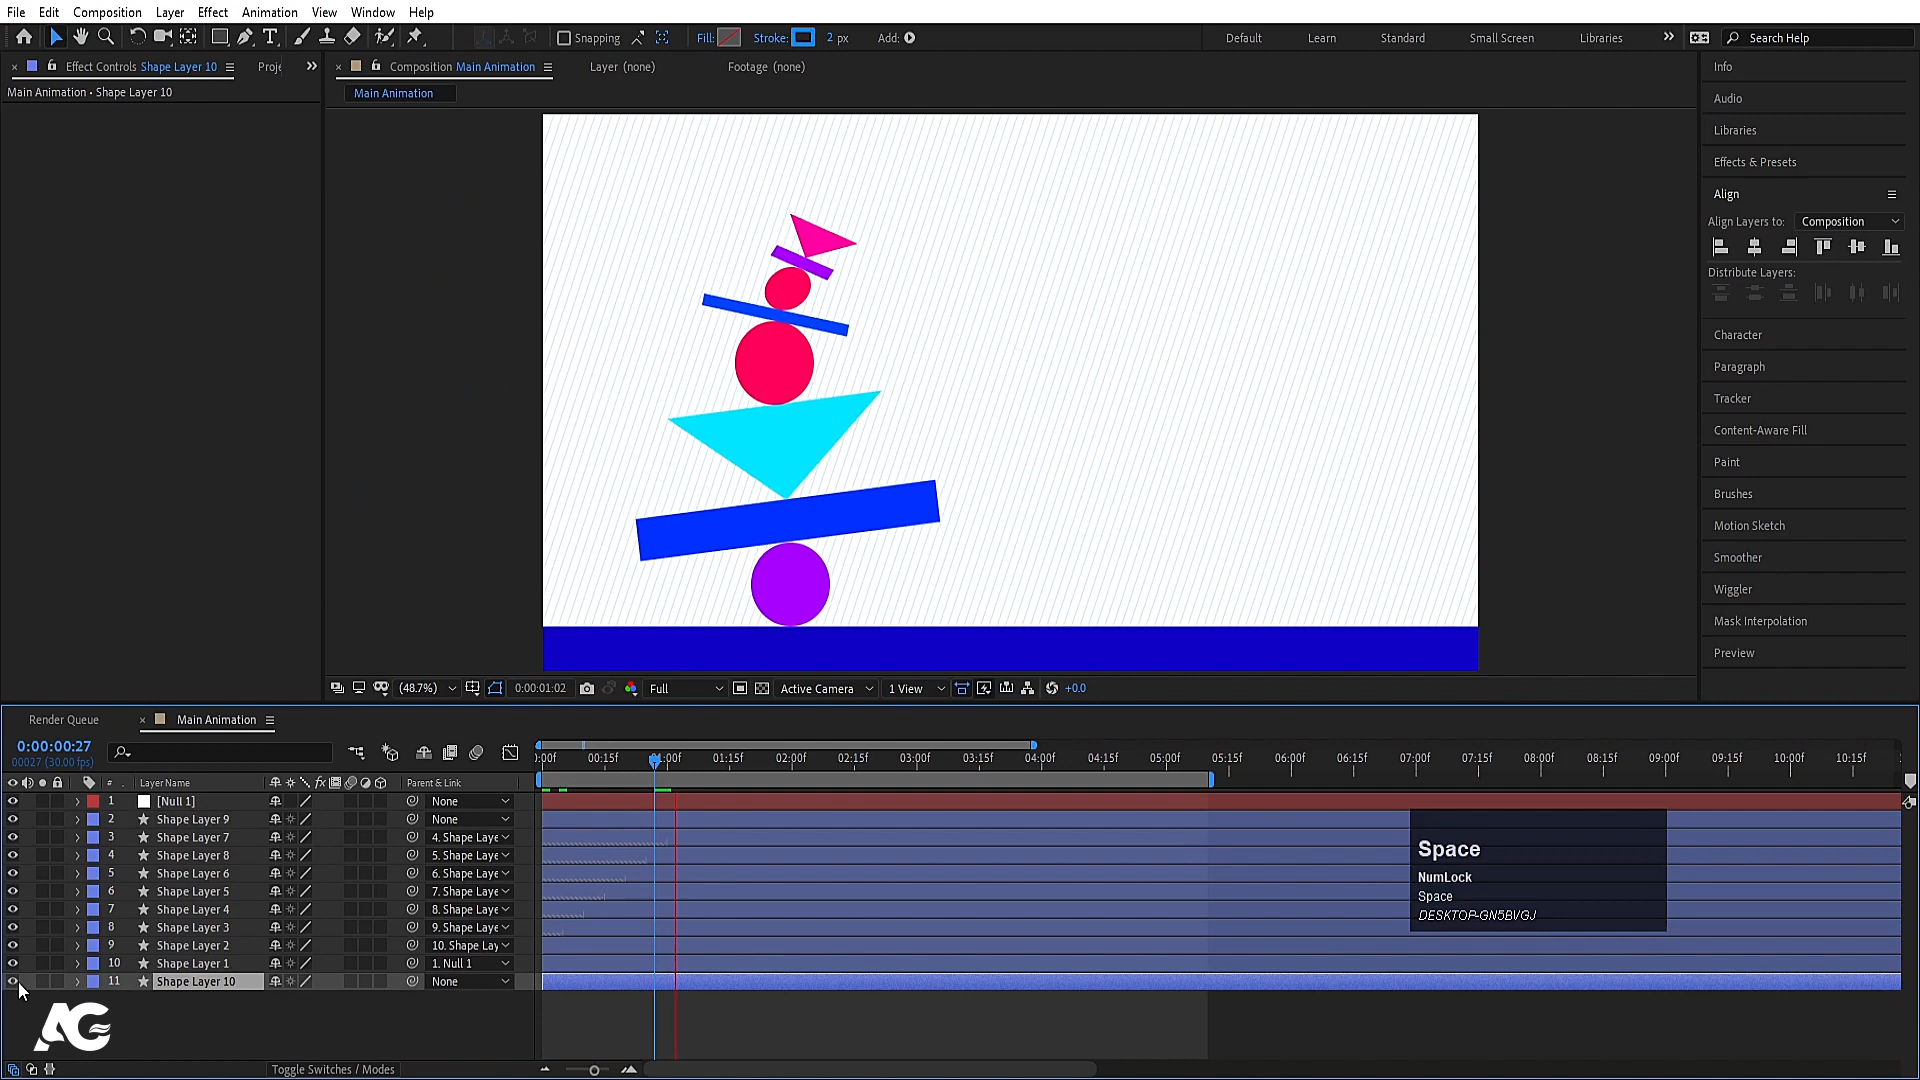 File Edit Composition Layer Effect Animation View Window Help
Snapping Fill: Stroke: 2 px Add: Default Learn Standard Small Screen Libraries Search Help
Effect Controls Shape Layer 10 Composition Main Animation Layer (none) Footage (none)
Main Animation • Shape Layer 10
Main Animation
Info
Audio
Libraries
Effects & Presets
Align
Align Layers to: Composition
Distribute Layers:
Character
Paragraph
Tracker
Content-Aware Fill
Paint
Brushes
Motion Sketch
Smoother
Wiggler
Mask Interpolation
Preview
(48.7%) 0:00:01:02 Full Active Camera 1 View +0.0
Render Queue Main Animation
0:00:00:27
00027 (30.00 fps)
:00f 00:15f 01:00f 01:15f 02:00f 02:15f 03:00f 03:15f 04:00f 04:15f 05:00f 05:15f 06:00f 06:15f 07:00f 07:15f 08:00f 08:15f 09:00f 09:15f 10:00f 10:15f
# Layer Name fx Parent & Link
1 [Null 1] None
2 Shape Layer 9 None
3 Shape Layer 7 4. Shape Laye
4 Shape Layer 8 5. Shape Laye
5 Shape Layer 6 6. Shape Laye
6 Shape Layer 5 7. Shape Laye
7 Shape Layer 4 8. Shape Laye
8 Shape Layer 3 9. Shape Laye
9 Shape Layer 2 10. Shape Lay
10 Shape Layer 1 1. Null 1
11 Shape Layer 10 None
Space
NumLock
Space
DESKTOP-GN5BVGJ
AG
Toggle Switches / Modes